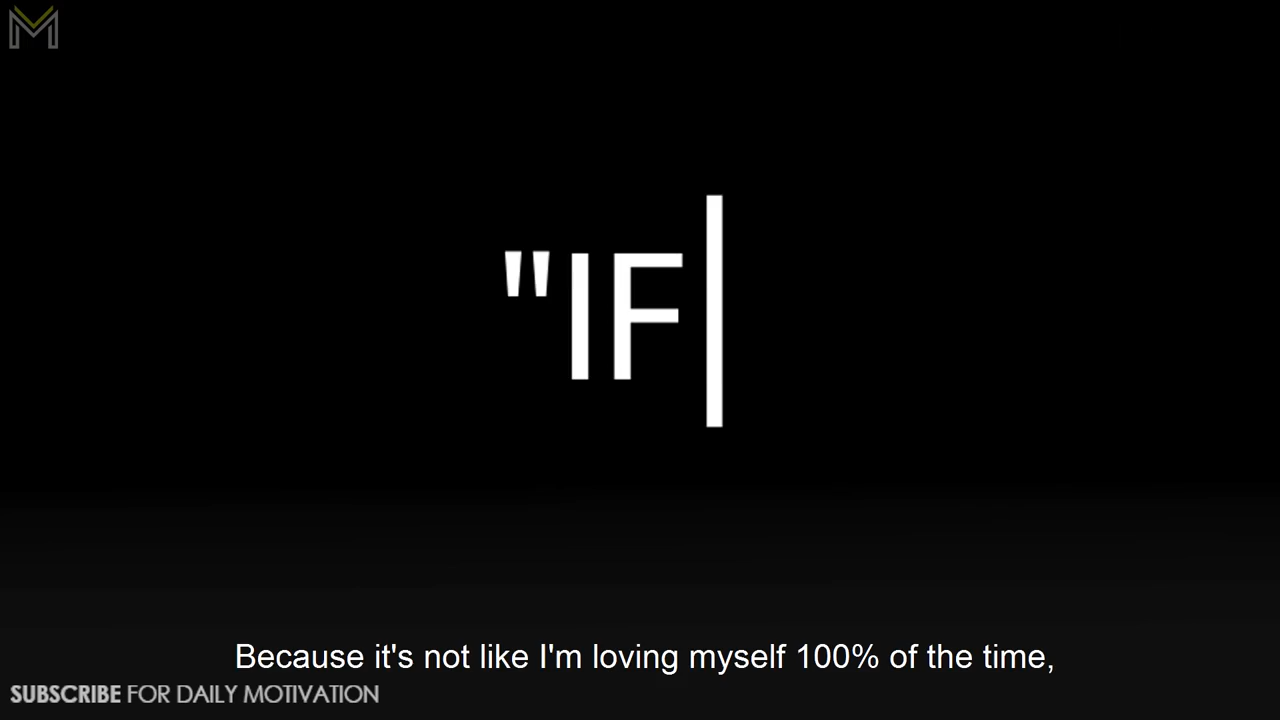 "IF
Because it's not like I'm loving myself 100% of the time,
SUBSCRIBE FOR DAILY MOTIVATION